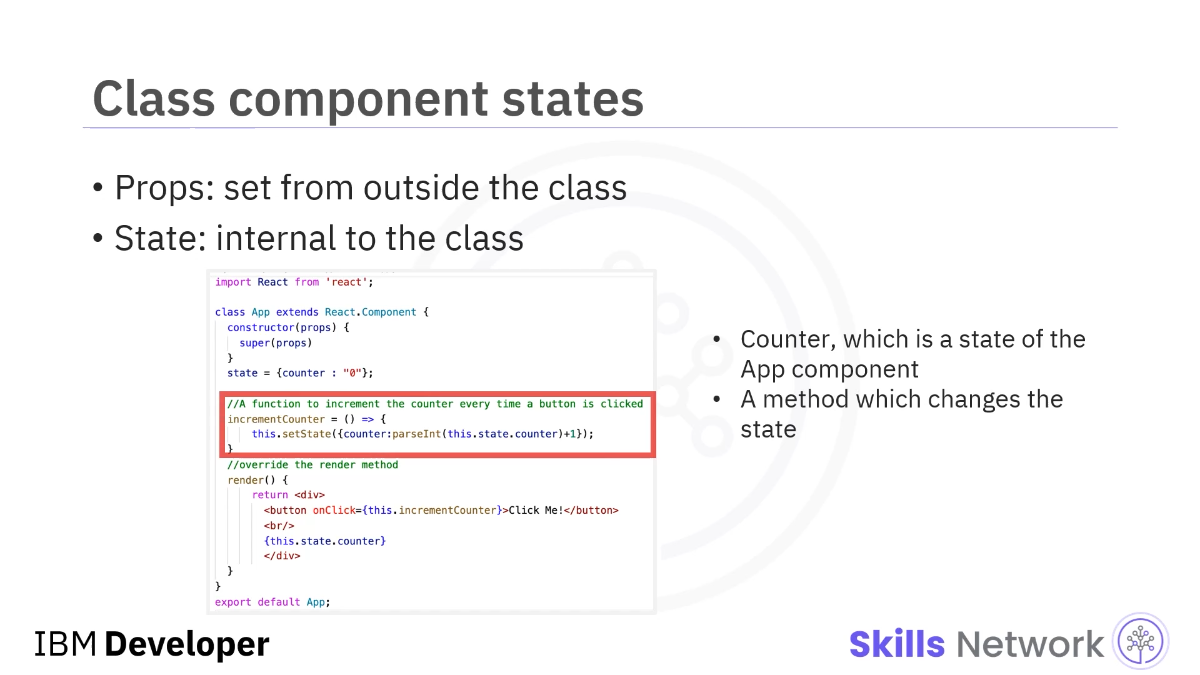 Class component states
• Props: set from outside the class
• State: internal to the class
import React from 'react';
class App extends React.Component {
constructor(props) {
super(props)
}
state = {counter : "0"};
//A function to increment the counter every time a button is clicked
incrementCounter = () => {
this.setState({counter:parseInt(this.state.counter)+1});
}
//override the render method
render() {
return <div>
<button onClick={this.incrementCounter}>Click Me!</button>
<br/>
{this.state.counter}
</div>
}
}
export default App;
• Counter, which is a state of the
App component
• A method which changes the
state
IBM Developer
Skills Network